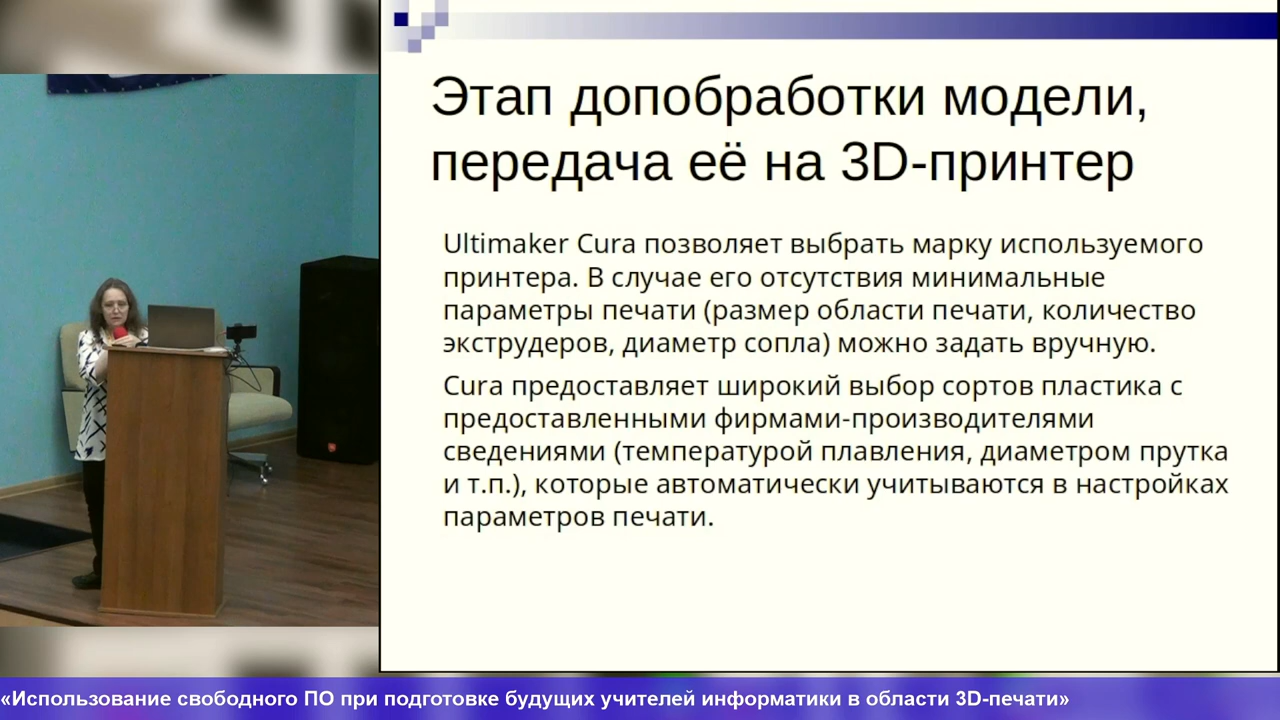 Этап допобработки модели,
передача её на 3D-принтер
Ultimaker Cura позволяет выбрать марку используемого
принтера. В случае его отсутствия минимальные
параметры печати (размер области печати, количество
экструдеров, диаметр сопла) можно задать вручную.
Cura предоставляет широкий выбор сортов пластика с
предоставленными фирмами-производителями
сведениями (температурой плавления, диаметром прутка
и т.п.), которые автоматически учитываются в настройках
параметров печати.
«Использование свободного ПО при подготовке будущих учителей информатики в области 3D-печати»